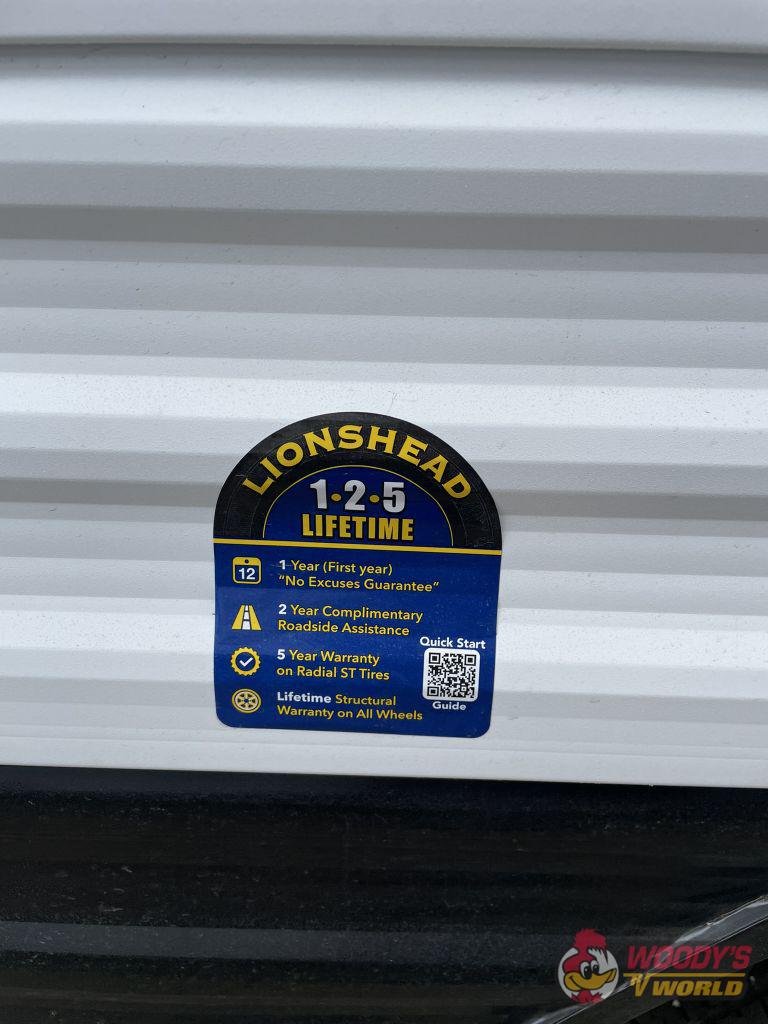 LIONSHEAD
1·2·5
LIFETIME
12
1 Year (First year)
"No Excuses Guarantee"
2 Year Complimentary
Roadside Assistance
5 Year Warranty
on Radial ST Tires
Lifetime Structural
Warranty on All Wheels
Quick Start
Guide
WOODY'S
RV WORLD